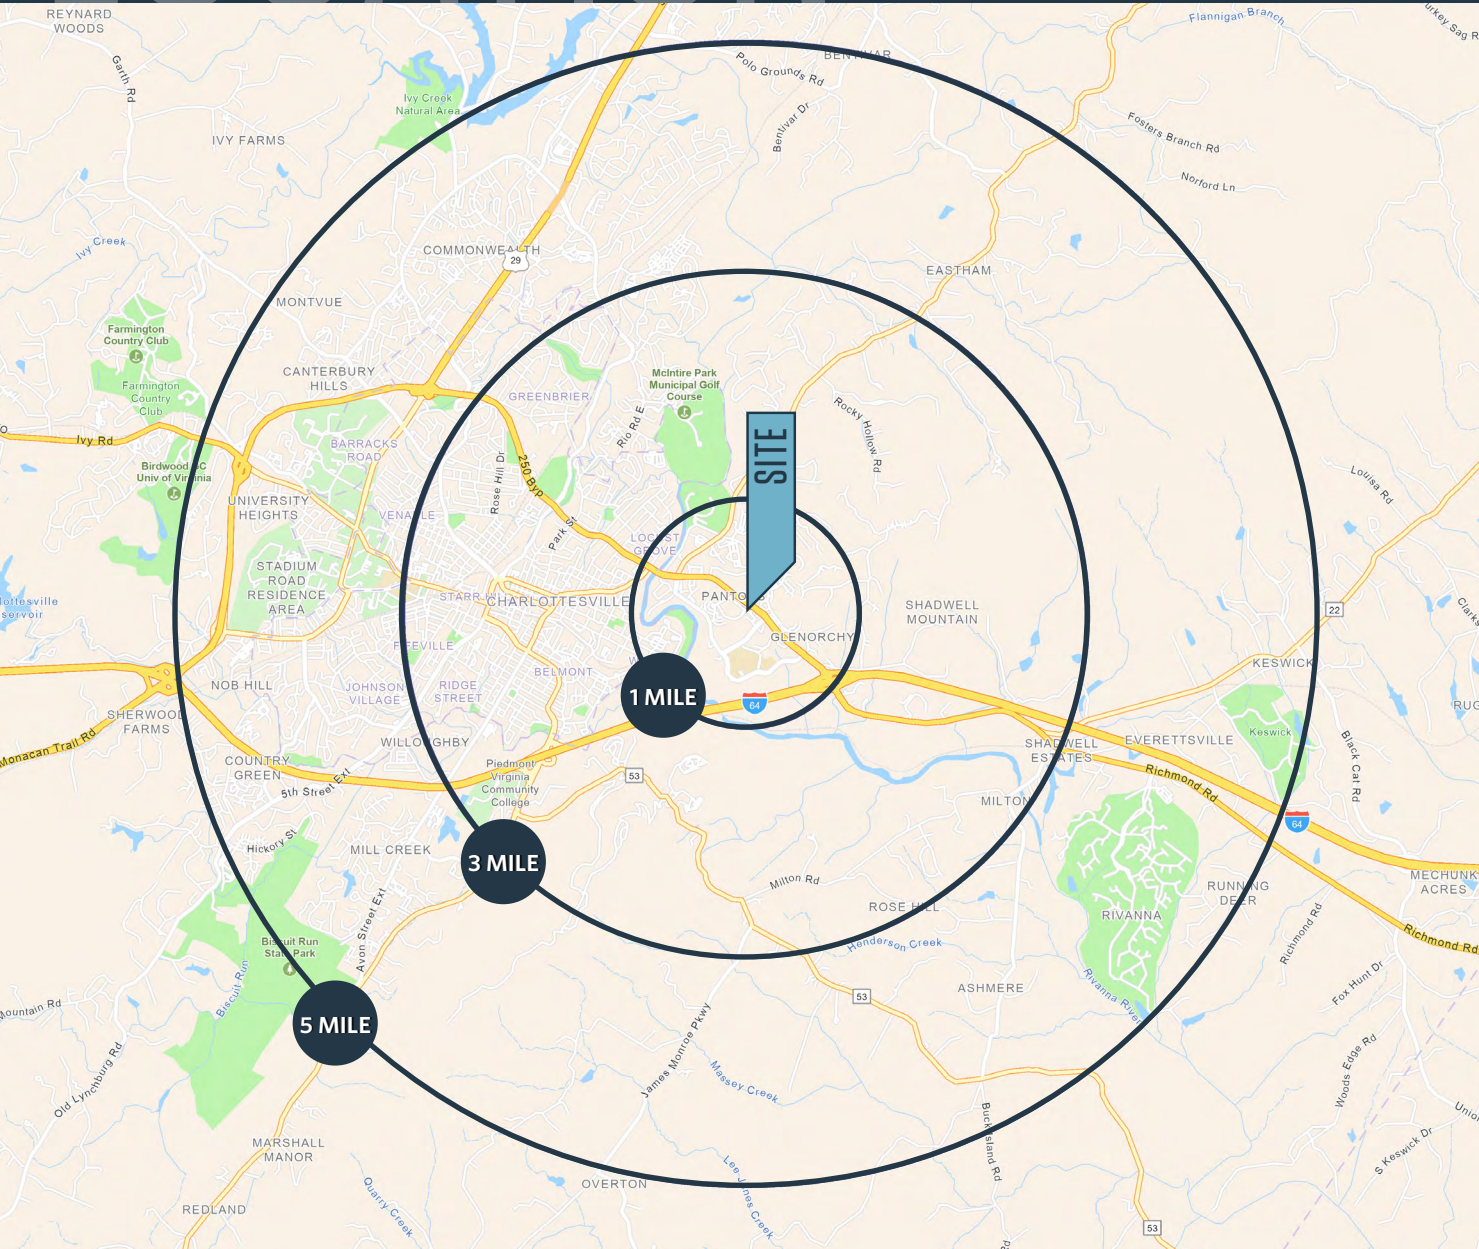 REYNARD
WOODS
Flannigan Branch
Garth Rd
Polo Grounds Rd
BENTIVAR
Ivy Creek
Natural Area
Bentivar Dr
Fosters Branch Rd
IVY FARMS
Norford Ln
Ivy Creek
COMMONWEALTH
29
EASTHAM
MONTVUE
Farmington
Country Club
CANTERBURY
HILLS
McIntire Park
Municipal Golf
Course
Farmington
Country
Club
GREENBRIER
Rio Rd E
Rocky Hollow Rd
SITE
Ivy Rd
BARRACKS
ROAD
Birdwood GC
Univ of Virginia
Rose Hill Dr
250 Byp
Louisa Rd
UNIVERSITY
HEIGHTS
VENABLE
Park St
LOCUST
GROVE
STADIUM
ROAD
RESIDENCE
AREA
STARR HILL
CHARLOTTESVILLE
PANTOPS
SHADWELL
MOUNTAIN
22
GLENORCHY
FIFEVILLE
BELMONT
KESWICK
NOB HILL
JOHNSON
VILLAGE
RIDGE
STREET
1 MILE
64
SHERWOOD
FARMS
Monacan Trail Rd
WILLOUGHBY
SHADWELL
ESTATES
EVERETTSVILLE
Keswick
Black Cat Rd
COUNTRY
GREEN
5th Street Ext
Piedmont
Virginia
Community
College
53
Richmond Rd
MILTON
64
Hickory St
MILL CREEK
3 MILE
Milton Rd
MECHUNK
ACRES
RUNNING
DEER
ROSE HILL
RIVANNA
Avon Street Ext
Henderson Creek
Richmond Rd
Richmond Rd
Biscuit Run
State Park
Biscuit Run
ASHMERE
53
Rivanna River
Fox Hunt Dr
Mountain Rd
5 MILE
James Monroe Pkwy
Massey Creek
Woods Edge Rd
Old Lynchburg Rd
Buck Island Rd
MARSHALL
MANOR
S Keswick Dr
Lee Jones Creek
OVERTON
Quarry Creek
REDLAND
53